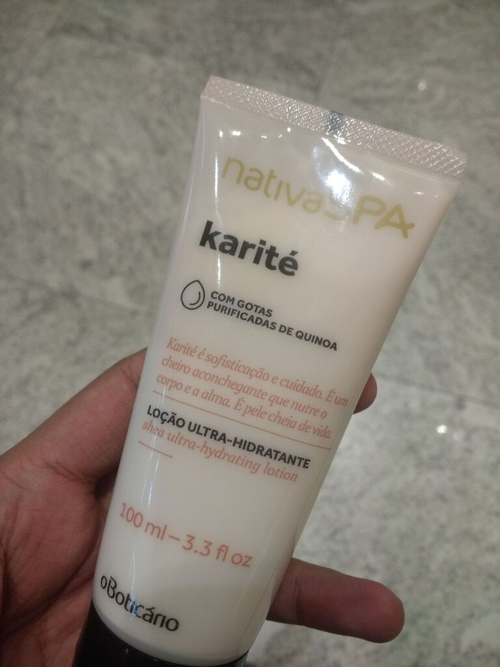 nativaSPA
karité
COM GOTAS
PURIFICADAS DE QUINOA
Karité é sofisticação e cuidado. É um
cheiro aconchegante que nutre o
corpo e a alma. É pele cheia de vida.
LOÇÃO ULTRA-HIDRATANTE
shea ultra-hydrating lotion
100 ml – 3.3 fl oz
oBoticário